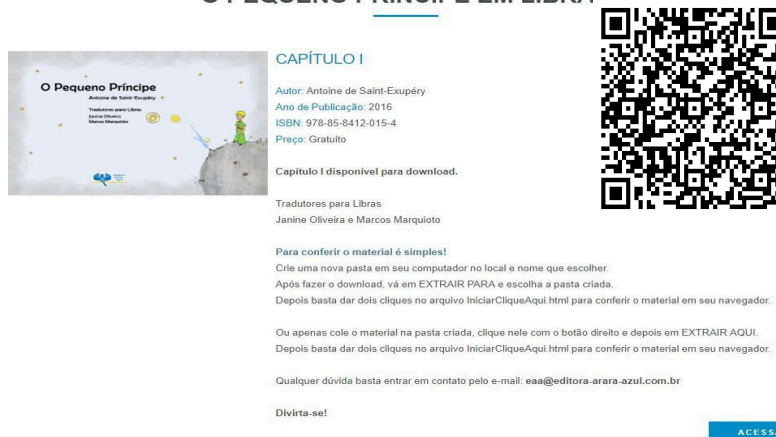 O PEQUENO PRÍNCIPE EM LIBRA
O Pequeno Príncipe
Antoine de Saint-Exupéry
Tradutores para Libras
Janine Oliveira
Marcos Marquioto
CAPÍTULO I
Autor: Antoine de Saint-Exupéry
Ano de Publicação: 2016
ISBN: 978-85-8412-015-4
Preço: Gratuito
Capitulo I disponível para download.
Tradutores para Libras
Janine Oliveira e Marcos Marquioto
Para conferir o material é simples!
Crie uma nova pasta em seu computador no local e nome que escolher.
Após fazer o download, vá em EXTRAIR PARA e escolha a pasta criada.
Depois basta dar dois cliques no arquivo IniciarCliqueAqui.html para conferir o material em seu navegador.
Ou apenas cole o material na pasta criada, clique nele com o botão direito e depois em EXTRAIR AQUI.
Depois basta dar dois cliques no arquivo IniciarCliqueAqui.html para conferir o material em seu navegador.
Qualquer dúvida basta entrar em contato pelo e-mail: eaa@editora-arara-azul.com.br
Divirta-se!
ACESSA